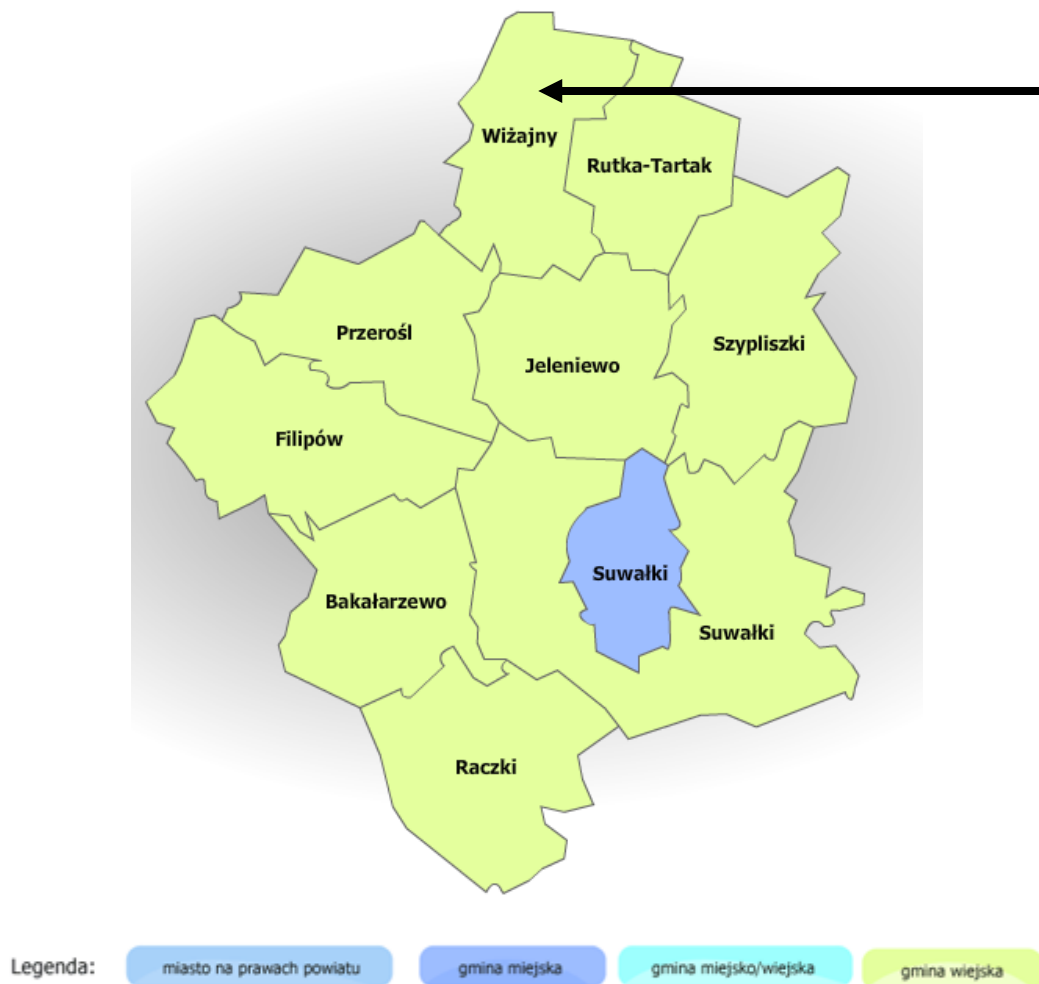 Wiżajny
Rutka-Tartak
Przerośl
Jeleniewo
Szypliszki
Filipów
Suwałki
Bakałarzewo
Suwałki
Raczki
Legenda:
miasto na prawach powiatu
gmina miejska
gmina miejsko/wiejska
gmina wiejska